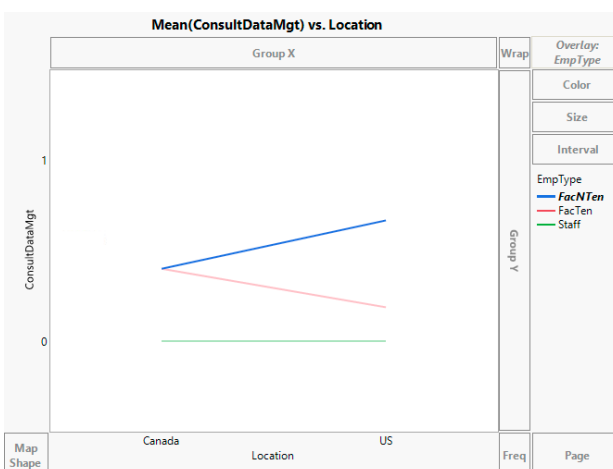 Mean(ConsultDataMgt) vs. Location
Group X
Wrap
Overlay:
EmpType
Color
Size
Interval
EmpType
FacNTen
FacTen
Staff
Group Y
ConsultDataMgt
1
0
Canada
US
Location
Map
Shape
Freq
Page